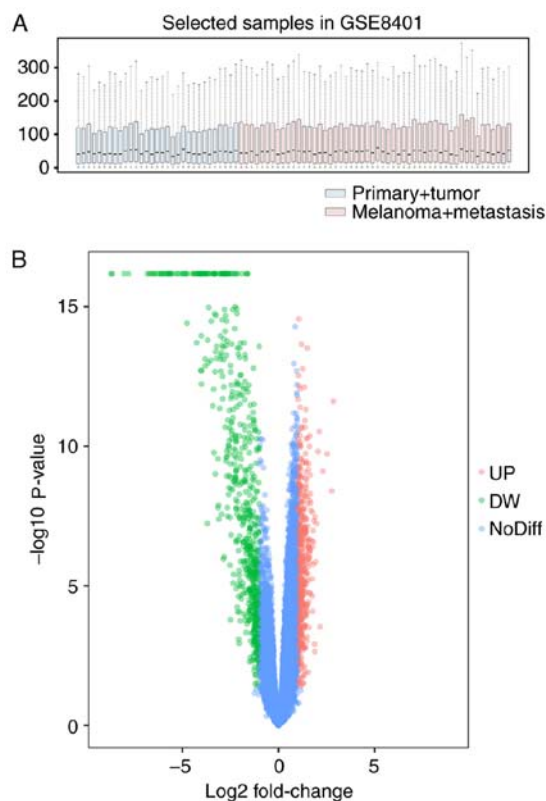 A
Selected samples in GSE8401
300
200
100
0
Primary+tumor
Melanoma+metastasis
B
15
10
5
0
−log10 P-value
UP
DW
NoDiff
−5 0 5
Log2 fold-change